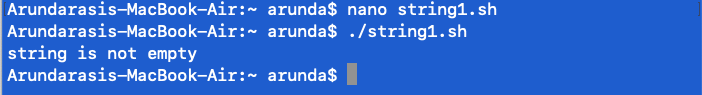 Arundarasis-MacBook-Air:~ arunda$ nano string1.sh
Arundarasis-MacBook-Air:~ arunda$ ./string1.sh
string is not empty
Arundarasis-MacBook-Air:~ arunda$